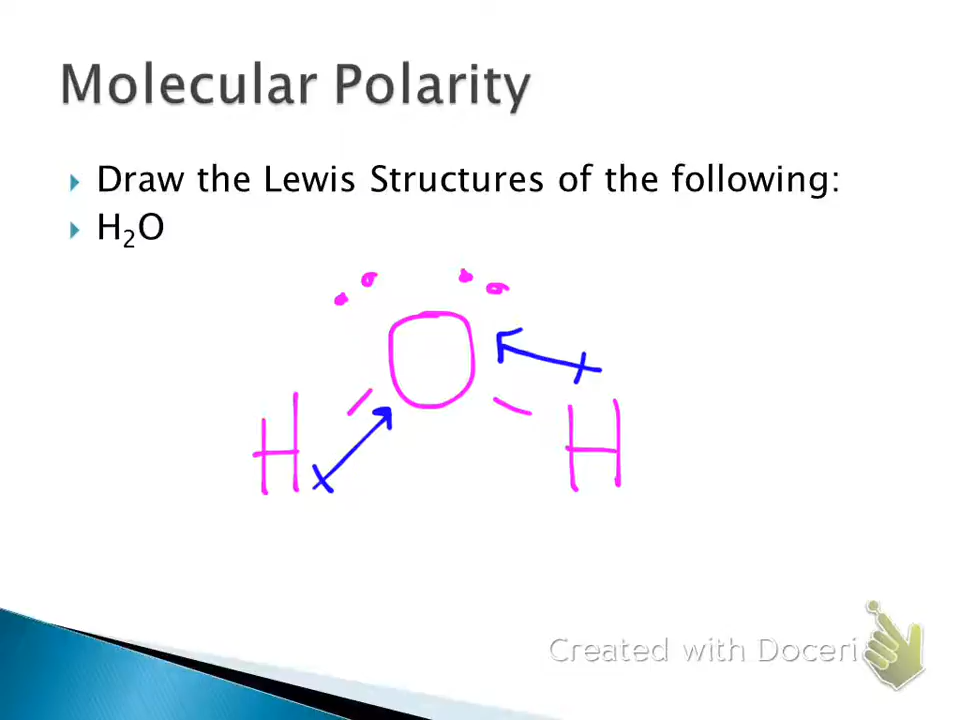 Molecular Polarity
Draw the Lewis Structures of the following:
H₂O
O
H H
Created with Doceri